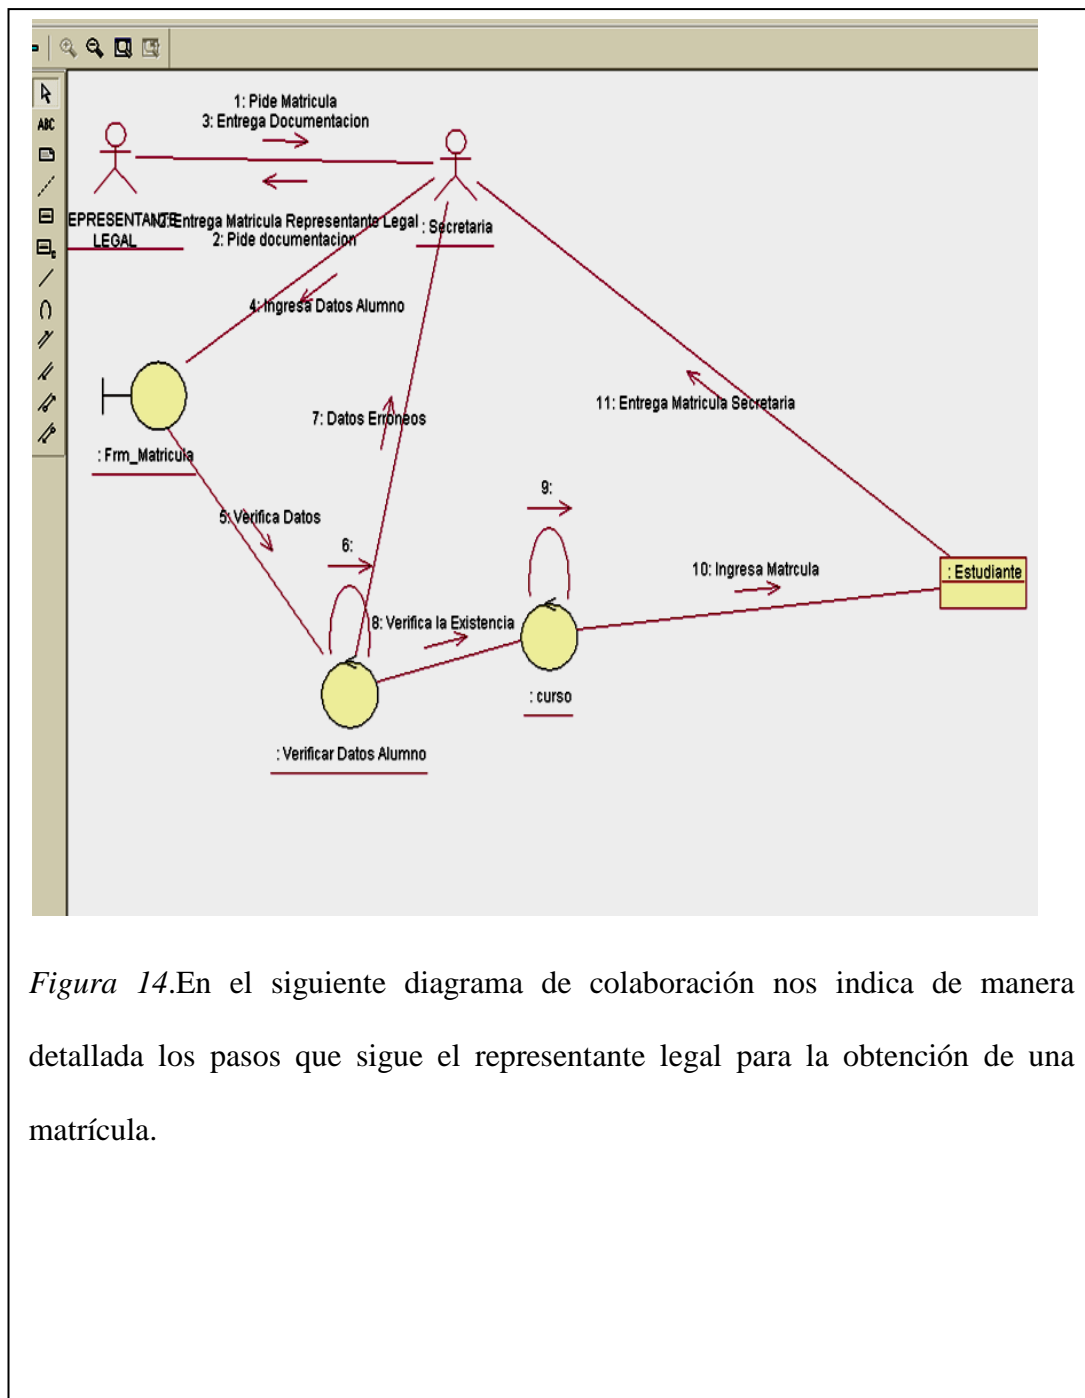 ABC
1: Pide Matricula
3: Entrega Documentacion
EPRESENTANTE
LEGAL
Entrega Matricula Representante Legal
2: Pide documentacion
: Secretaria
4: Ingresa Datos Alumno
7: Datos Erroneos
11: Entrega Matricula Secretaria
: Frm_Matricula
9:
5: Verifica Datos
6:
10: Ingresa Matrcula
: Estudiante
8: Verifica la Existencia
: curso
: Verificar Datos Alumno
Figura 14.En el siguiente diagrama de colaboración nos indica de manera
detallada los pasos que sigue el representante legal para la obtención de una
matrícula.